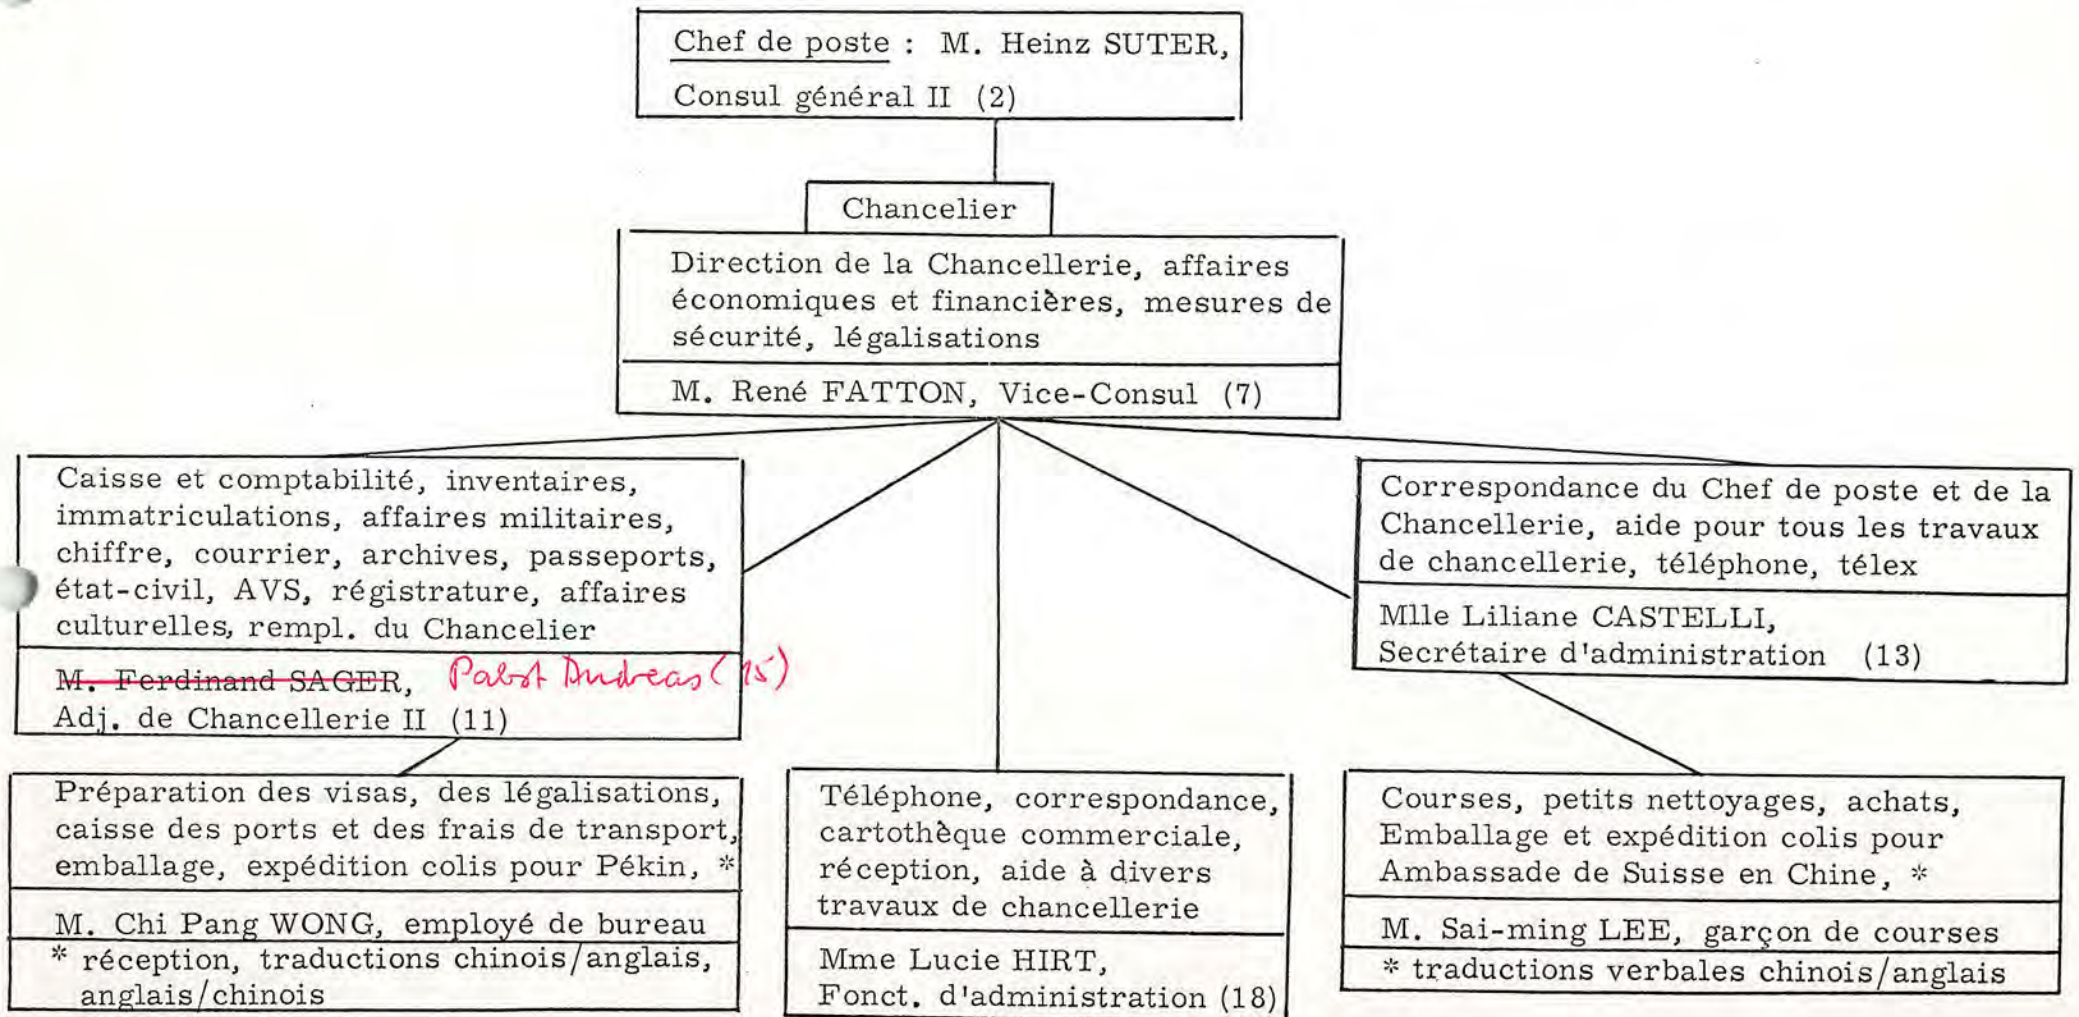 Chef de poste : M. Heinz SUTER,
Consul général II (2)
Chancelier
Direction de la Chancellerie, affaires
économiques et financières, mesures de
sécurité, légalisations
M. René FATTON, Vice-Consul (7)
Caisse et comptabilité, inventaires,
immatriculations, affaires militaires,
chiffre, courrier, archives, passeports,
état-civil, AVS, régistrature, affaires
culturelles, rempl. du Chancelier
M. Ferdinand SAGER, Pabst Andreas (15)
Adj. de Chancellerie II (11)
Correspondance du Chef de poste et de la
Chancellerie, aide pour tous les travaux
de chancellerie, téléphone, télex
Mlle Liliane CASTELLI,
Secrétaire d'administration (13)
Préparation des visas, des légalisations,
caisse des ports et des frais de transport,
emballage, expédition colis pour Pékin, *
M. Chi Pang WONG, employé de bureau
* réception, traductions chinois/anglais,
anglais/chinois
Téléphone, correspondance,
cartothèque commerciale,
réception, aide à divers
travaux de chancellerie
Mme Lucie HIRT,
Fonct. d'administration (18)
Courses, petits nettoyages, achats,
Emballage et expédition colis pour
Ambassade de Suisse en Chine, *
M. Sai-ming LEE, garçon de courses
* traductions verbales chinois/anglais